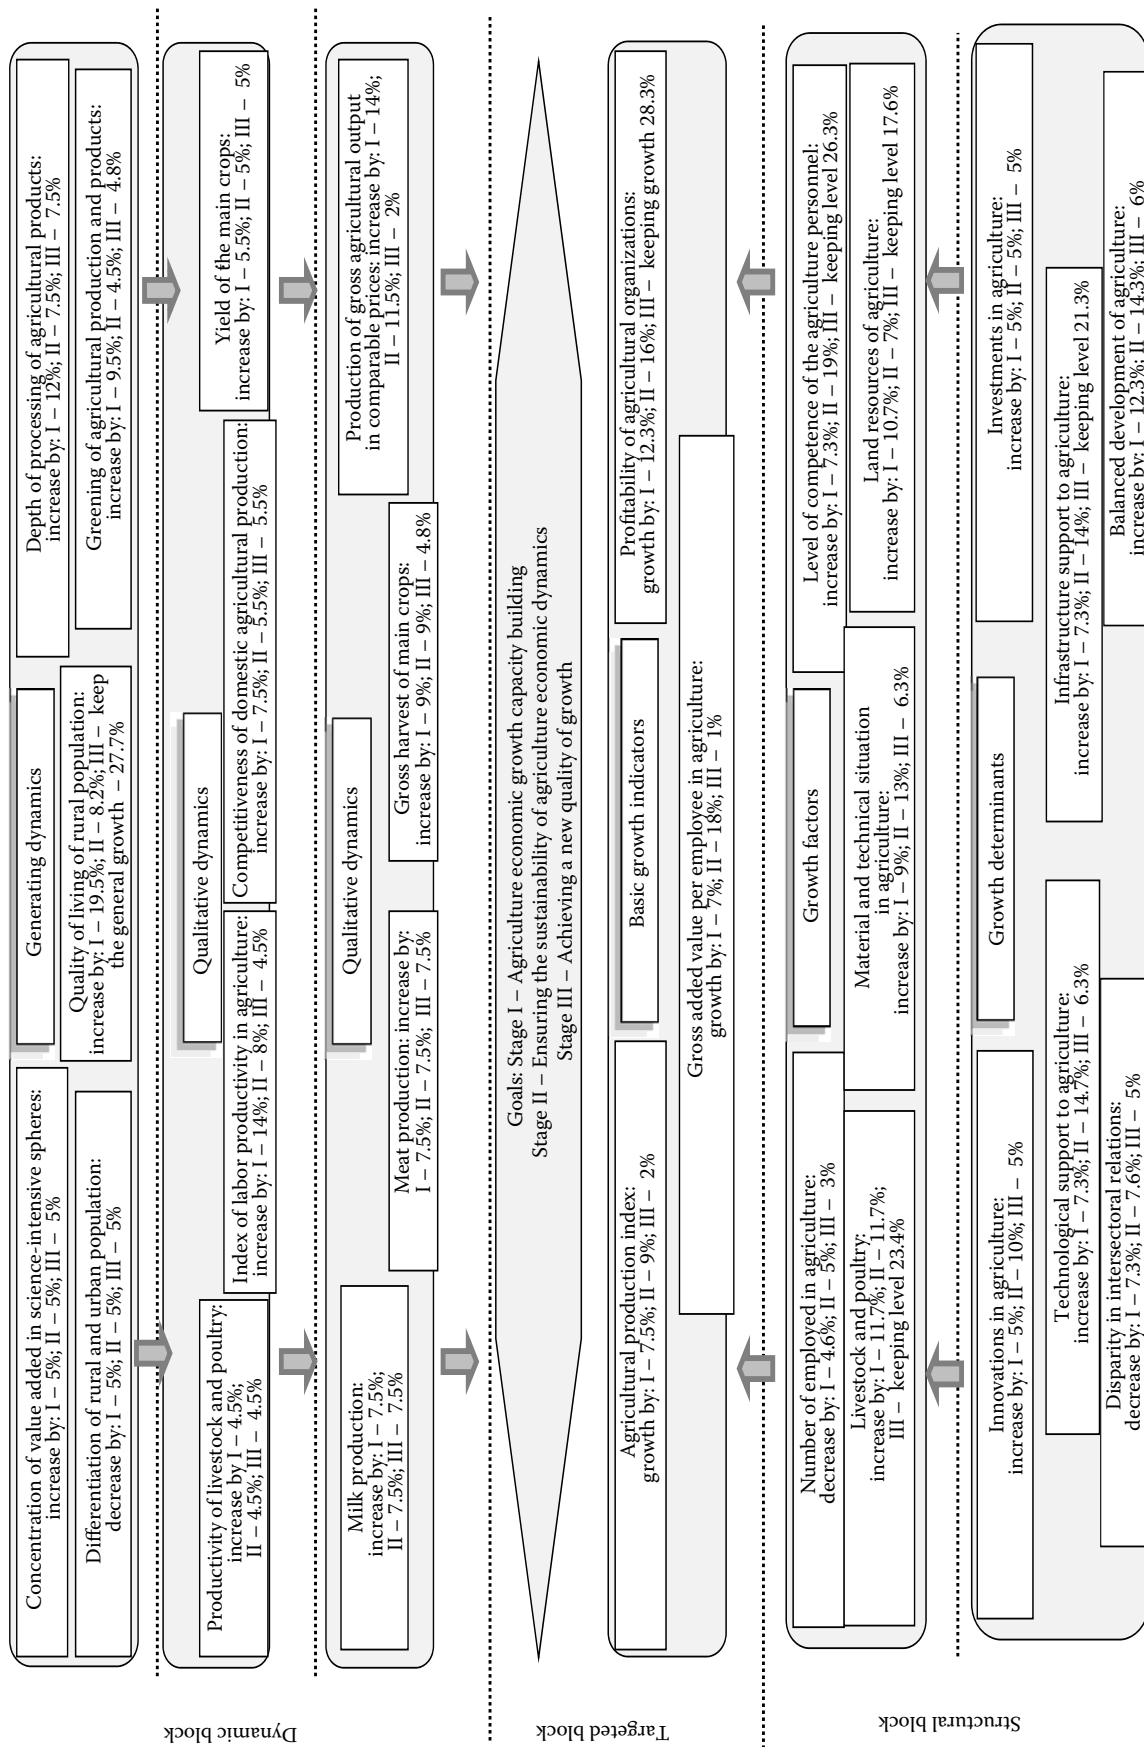 Dynamic block
Concentration of value added in science-intensive spheres:
increase by: I – 5%; II – 5%; III – 5%
Differentiation of rural and urban population:
decrease by: I – 5%; II – 5%; III – 5%
Generating dynamics
Quality of living of rural population:
increase by: I – 19.5%; II – 8.2%; III – keep
the general growth – 27.7%
Depth of processing of agricultural products:
increase by: I – 12%; II – 7.5%; III – 7.5%
Greening of agricultural production and products:
increase by: I – 9.5%; II – 4.5%; III – 4.8%
Qualitative dynamics
Productivity of livestock and poultry:
increase by I – 4.5%;
II – 4.5%; III – 4.5%
Index of labor productivity in agriculture:
increase by: I – 14%; II – 8%; III – 4.5%
Competitiveness of domestic agricultural production:
increase by: I – 7.5%; II – 5.5%; III – 5.5%
Yield of the main crops:
increase by: I – 5.5%; II – 5%; III – 5%
Qualitative dynamics
Milk production:
increase by: I – 7.5%;
II – 7.5%; III – 7.5%
Meat production: increase by:
I – 7.5%; II – 7.5%; III – 7.5%
Gross harvest of main crops:
increase by: I – 9%; II – 9%; III – 4.8%
Production of gross agricultural output
in comparable prices: increase by: I – 14%;
II – 11.5%; III – 2%
Targeted block
Goals: Stage I – Agriculture economic growth capacity building
Stage II – Ensuring the sustainability of agriculture economic dynamics
Stage III – Achieving a new quality of growth
Agricultural production index:
growth by: I – 7.5%; II – 9%; III – 2%
Basic growth indicators
Profitability of agricultural organizations:
growth by: I – 12.3%; II – 16%; III – keeping growth 28.3%
Gross added value per employee in agriculture:
growth by: I – 7%; II – 18%; III – 1%
Structural block
Number of employed in agriculture:
decrease by: I – 4.6%; II – 5%; III – 3%
Livestock and poultry:
increase by: I – 11.7%; II – 11.7%;
III – keeping level 23.4%
Growth factors
Material and technical situation
in agriculture:
increase by: I – 9%; II – 13%; III – 6.3%
Level of competence of the agriculture personnel:
increase by: I – 7.3%; II – 19%; III – keeping level 26.3%
Land resources of agriculture:
increase by: I – 10.7%; II – 7%; III – keeping level 17.6%
Innovations in agriculture:
increase by: I – 5%; II – 10%; III – 5%
Growth determinants
Investments in agriculture:
increase by: I – 5%; II – 5%; III – 5%
Technological support to agriculture:
increase by: I – 7.3%; II – 14.7%; III – 6.3%
Infrastructure support to agriculture:
increase by: I – 7.3%; II – 14%; III – keeping level 21.3%
Disparity in intersectoral relations:
decrease by: I – 7.3%; II – 7.6%; III – 5%
Balanced development of agriculture:
increase by: I – 12.3%; II – 14.3%; III – 6%